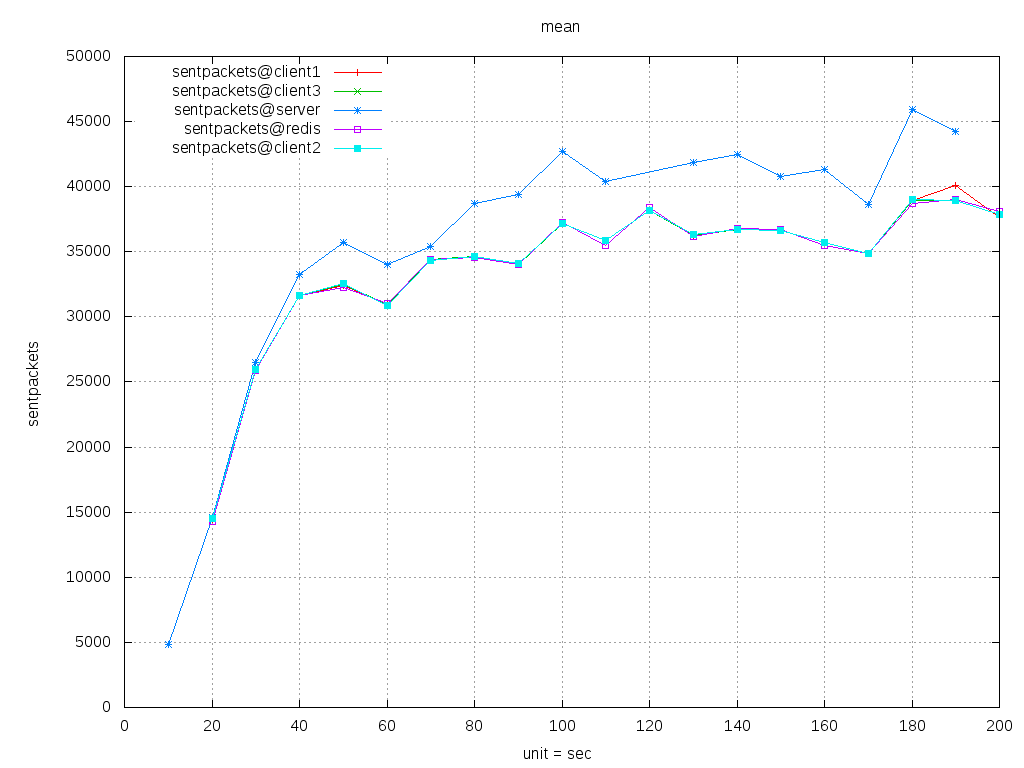 mean
50000
45000
40000
35000
30000
25000
20000
15000
10000
5000
0
sentpackets@client1
sentpackets@client3
sentpackets@server
sentpackets@redis
sentpackets@client2
sentpackets
0 20 40 60 80 100 120 140 160 180 200
unit = sec